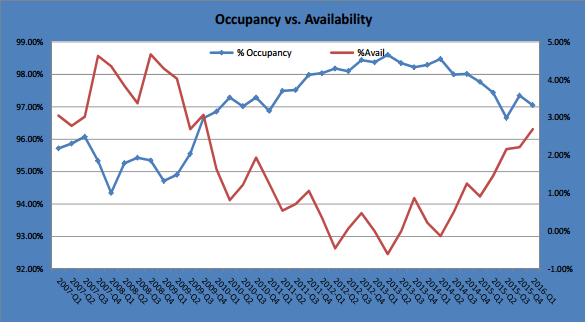 Occupancy vs. Availability
% Occupancy %Avail
99.00%
98.00%
97.00%
96.00%
95.00%
94.00%
93.00%
92.00%
5.00%
4.00%
3.00%
2.00%
1.00%
0.00%
-1.00%
2007-Q1
2007-Q2
2007-Q3
2007-Q4
2008-Q1
2008-Q2
2008-Q3
2008-Q4
2009-Q1
2009-Q2
2009-Q3
2009-Q4
2010-Q1
2010-Q2
2010-Q3
2010-Q4
2011-Q1
2011-Q2
2011-Q3
2011-Q4
2012-Q1
2012-Q2
2012-Q3
2012-Q4
2013-Q1
2013-Q2
2013-Q3
2013-Q4
2014-Q1
2014-Q2
2014-Q3
2014-Q4
2015-Q1
2015-Q2
2015-Q3
2015-Q4
2016-Q1